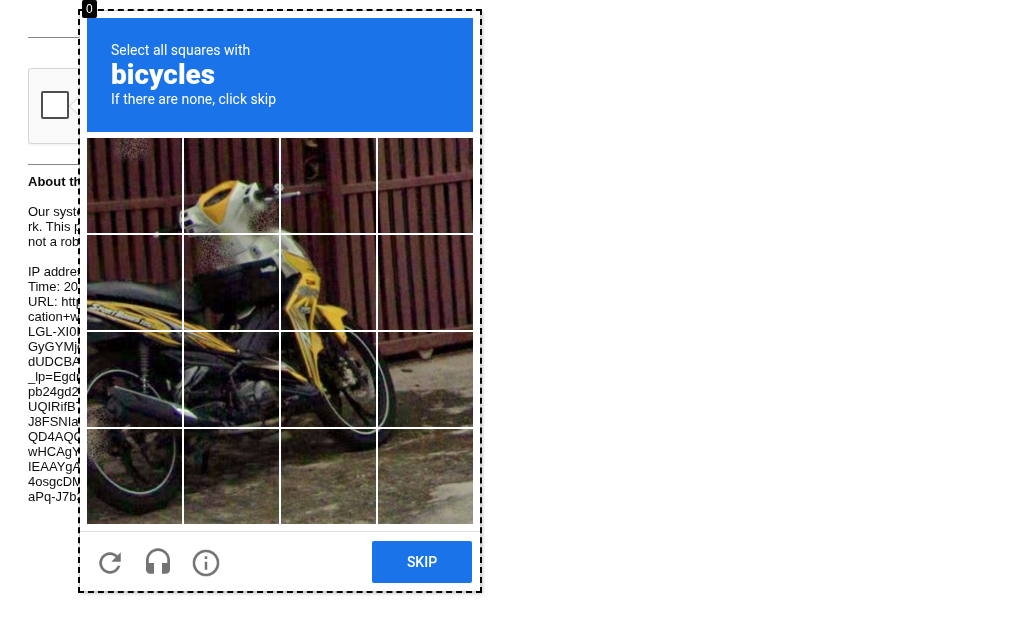 0
Select all squares with
bicycles
If there are none, click skip
About th
Our syst
rk. This p
not a rob
IP addre
Time: 20
URL: http
cation+w
LGL-XI0
GyGYMj
dUDCBA
_lp=Egd
pb24gd2
UQIRifB
J8FSNIa
QD4AQC
wHCAgY
IEAAYgA
4osgcDM
aPq-J7b
SKIP